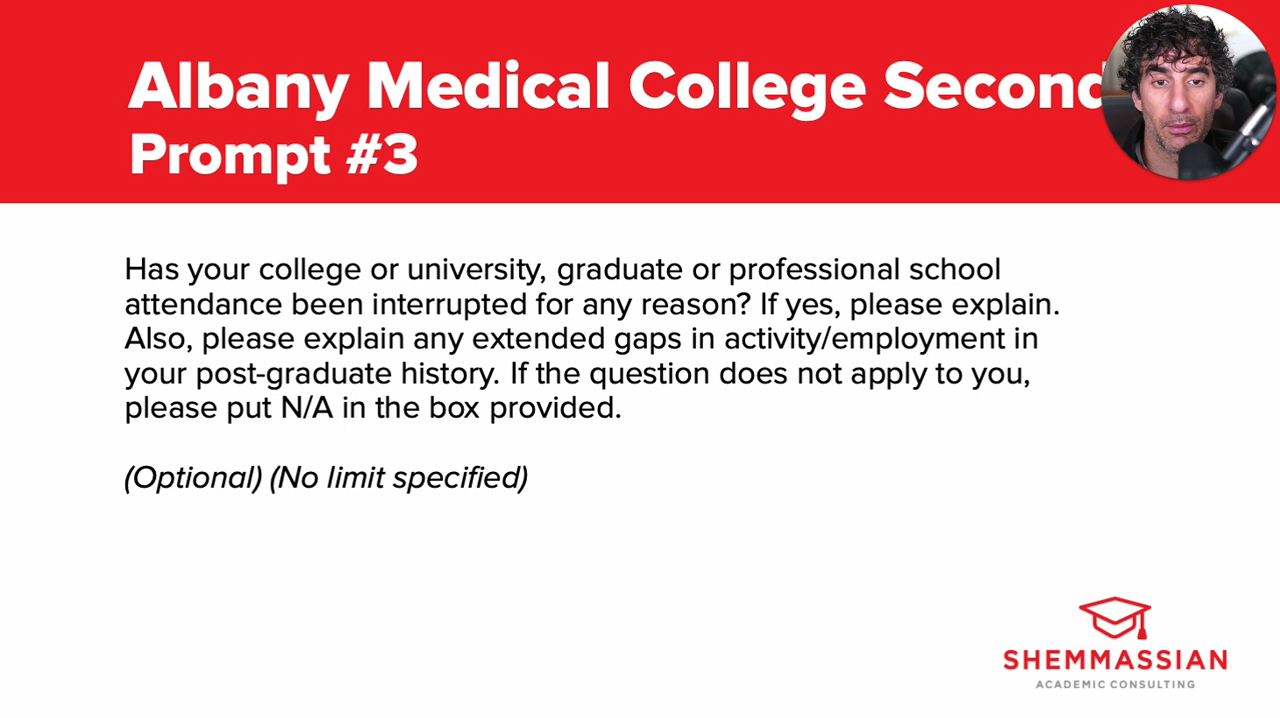 Albany Medical College Second
Prompt #3
Has your college or university, graduate or professional school
attendance been interrupted for any reason? If yes, please explain.
Also, please explain any extended gaps in activity/employment in
your post-graduate history. If the question does not apply to you,
please put N/A in the box provided.
(Optional) (No limit specified)
SHEMMASSIAN
ACADEMIC CONSULTING